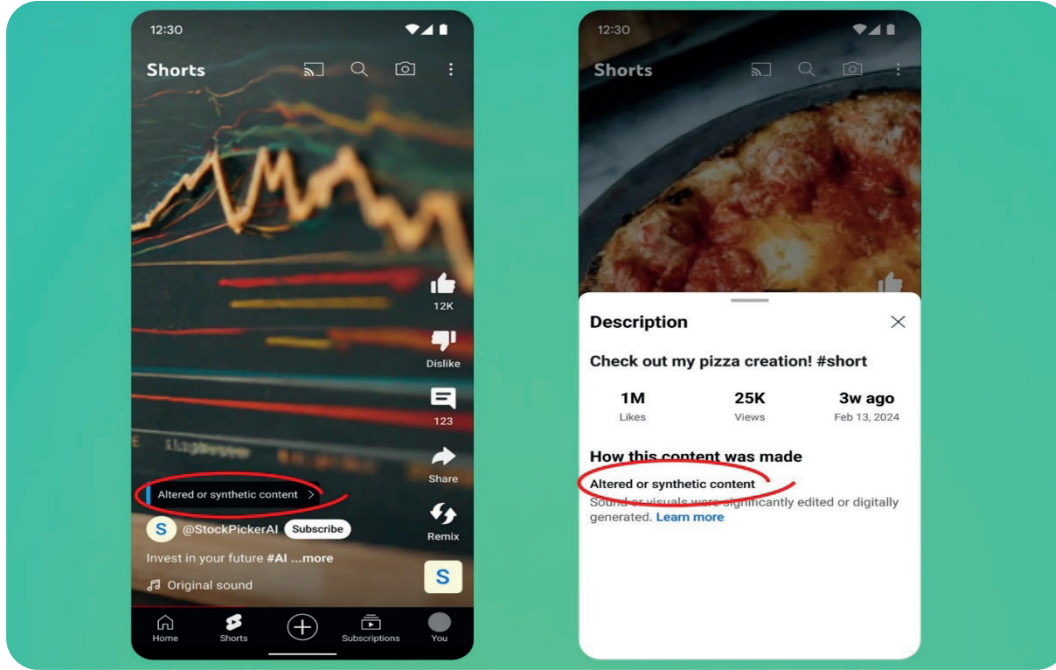 12:30
Shorts
12K
Dislike
123
Share
Altered or synthetic content >
S @StockPickerAI Subscribe
Remix
Invest in your future #AI ...more
Original sound
S
Home Shorts Subscriptions You
12:30
Shorts
Description
Check out my pizza creation! #short
1M 25K 3w ago
Likes Views Feb 13, 2024
How this content was made
Altered or synthetic content
Sound or visuals were significantly edited or digitally
generated. Learn more